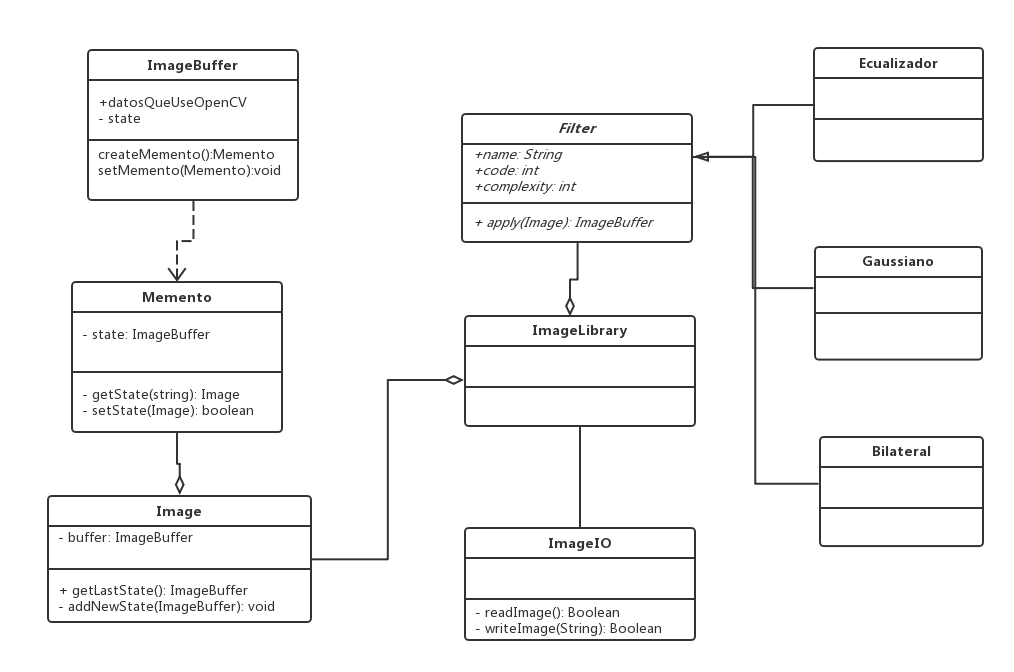 ImageBuffer
+datosQueUseOpenCV
- state
createMemento():Memento
setMemento(Memento):void
Memento
- state: ImageBuffer
- getState(string): Image
- setState(Image): boolean
Image
- buffer: ImageBuffer
+ getLastState(): ImageBuffer
- addNewState(ImageBuffer): void
Filter
+name: String
+code: int
+complexity: int
+ apply(Image): ImageBuffer
ImageLibrary
ImageIO
- readImage(): Boolean
- writeImage(String): Boolean
Ecualizador
Gaussiano
Bilateral